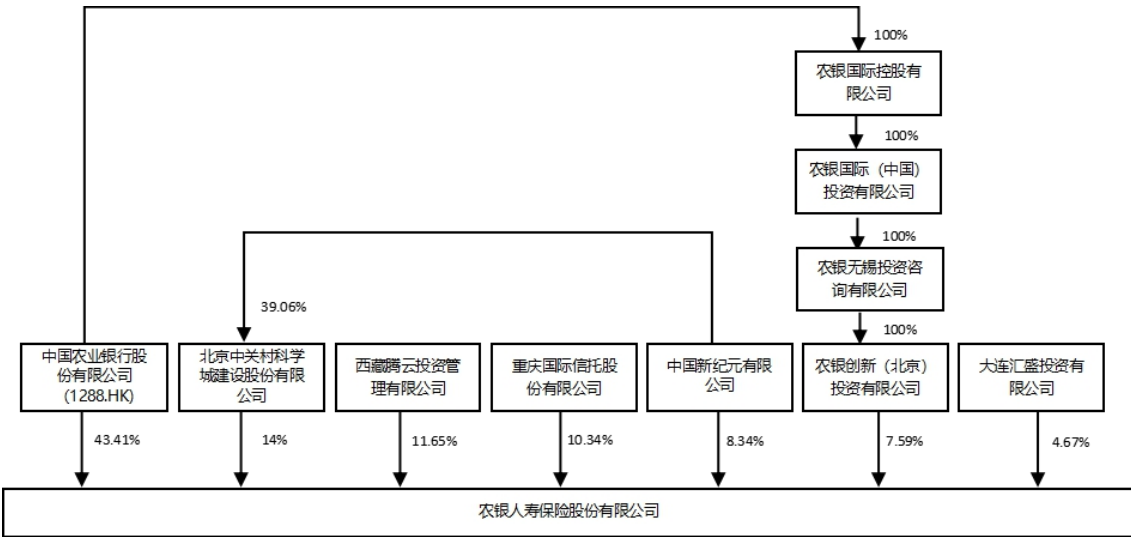 100%
农银国际控股有
限公司
100%
农银国际（中国）
投资有限公司
100%
农银无锡投资咨
询有限公司
39.06%
100%
中国农业银行股
份有限公司
(1288.HK)
北京中关村科学
城建设股份有限
公司
西藏腾云投资管
理有限公司
重庆国际信托股
份有限公司
中国新纪元有限
公司
农银创新（北京）
投资有限公司
大连汇盛投资有
限公司
43.41%
14%
11.65%
10.34%
8.34%
7.59%
4.67%
农银人寿保险股份有限公司